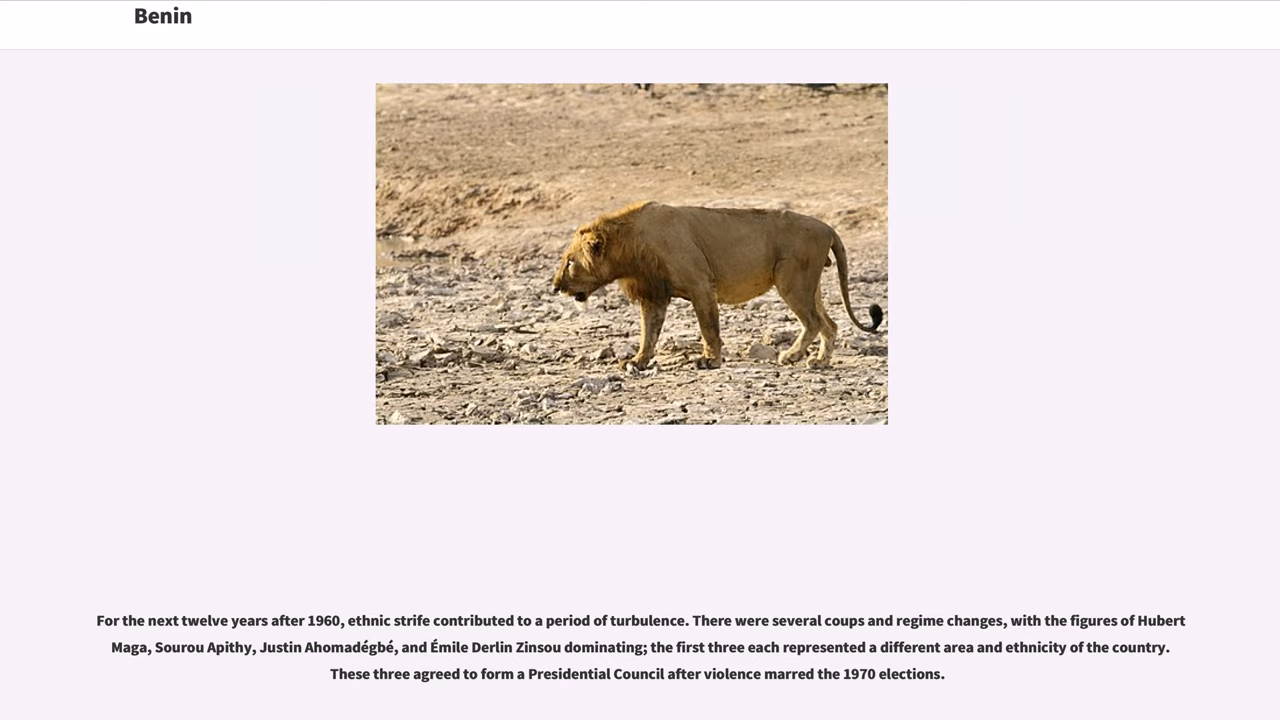 Benin
For the next twelve years after 1960, ethnic strife contributed to a period of turbulence. There were several coups and regime changes, with the figures of Hubert
Maga, Sourou Apithy, Justin Ahomadégbé, and Émile Derlin Zinsou dominating; the first three each represented a different area and ethnicity of the country.
These three agreed to form a Presidential Council after violence marred the 1970 elections.